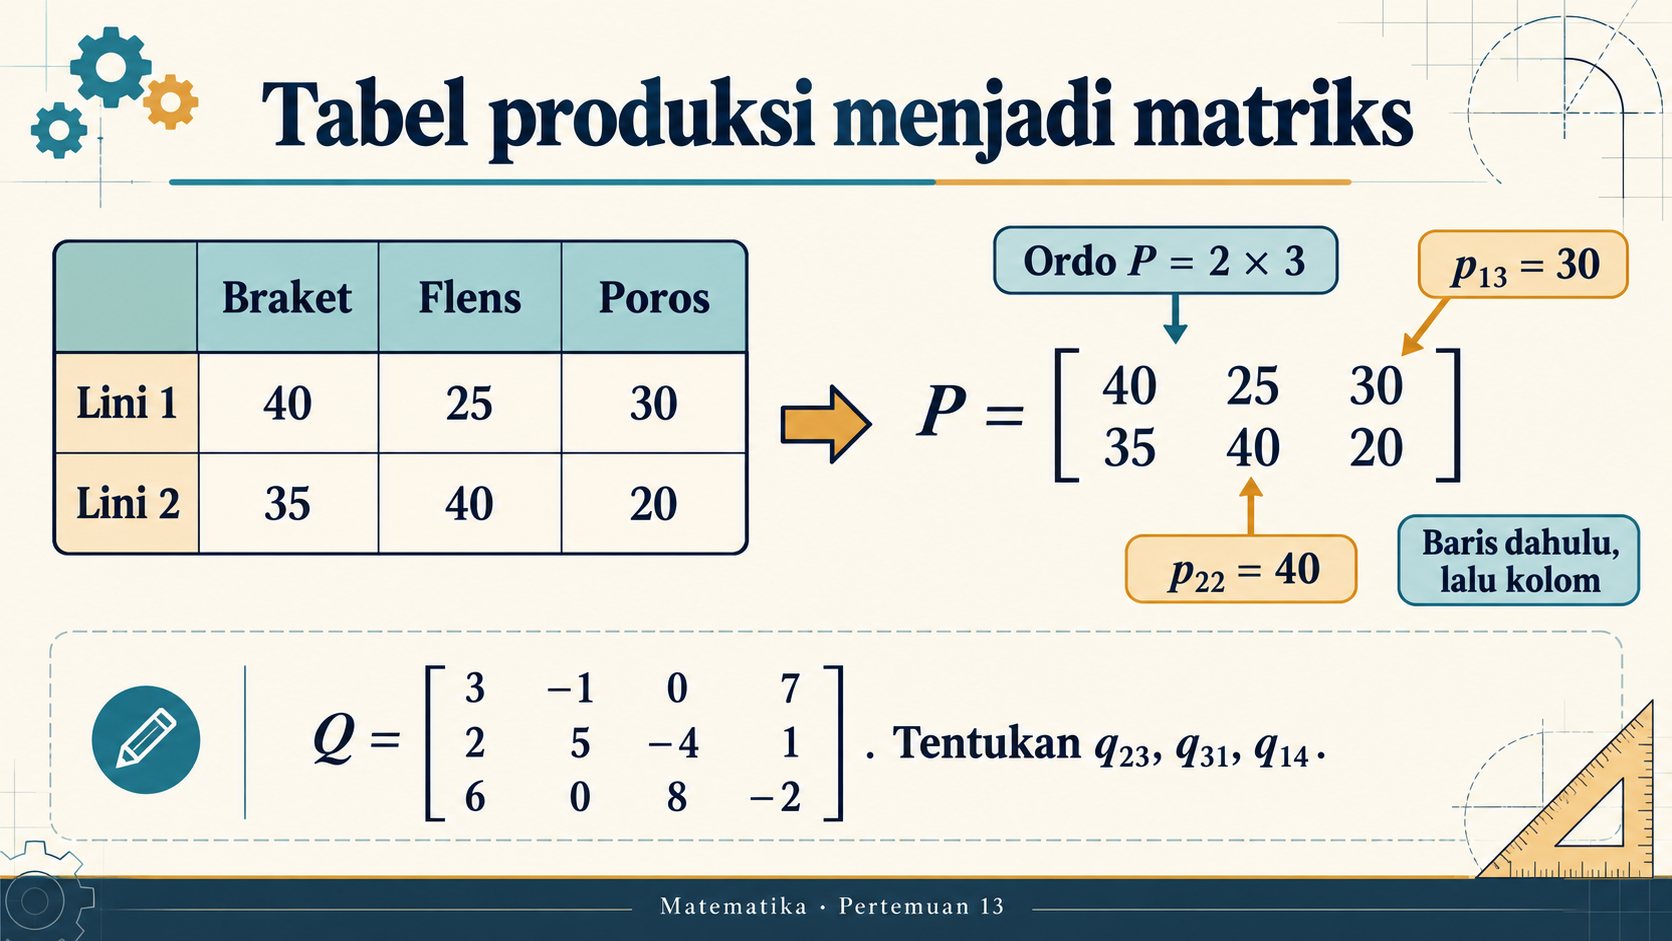 Tabel produksi menjadi matriks
Braket Flens Poros
Lini 1 40 25 30
Lini 2 35 40 20
Ordo P = 2 × 3
p₁₃ = 30
P = [ 40 25 30
35 40 20 ]
p₂₂ = 40
Baris dahulu,
lalu kolom
Q = [ 3 −1 0 7
2 5 −4 1
6 0 8 −2 ] . Tentukan q₂₃, q₃₁, q₁₄.
Matematika · Pertemuan 13